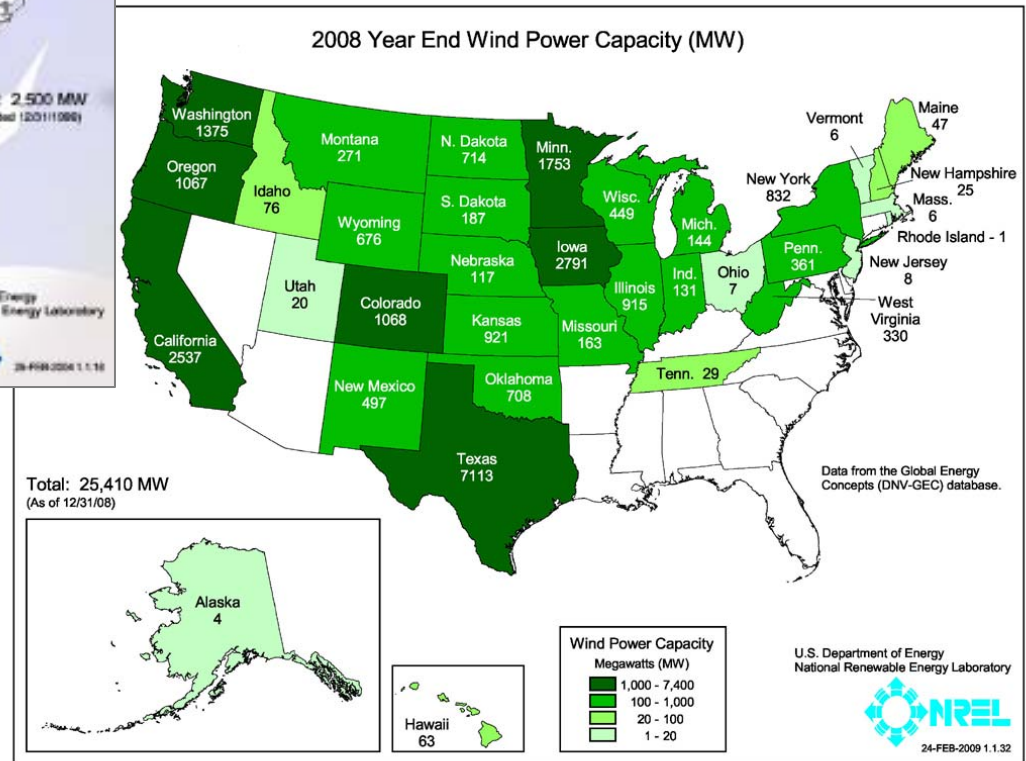 2,500 MW
12/31/1999)
Energy
Energy Laboratory
2008 Year End Wind Power Capacity (MW)
Washington
1375
Oregon
1067
California
2537
Idaho
76
Montana
271
Wyoming
676
Utah
20
Colorado
1068
New Mexico
497
N. Dakota
714
S. Dakota
187
Nebraska
117
Kansas
921
Oklahoma
708
Texas
7113
Minn.
1753
Iowa
2791
Missouri
163
Wisc.
449
Illinois
915
Mich.
144
Ind.
131
Ohio
7
Tenn. 29
New York
832
Penn.
361
Vermont
6
Maine
47
New Hampshire
25
Mass.
6
Rhode Island - 1
New Jersey
8
West
Virginia
330
Data from the Global Energy
Concepts (DNV-GEC) database.
Total: 25,410 MW
(As of 12/31/08)
Alaska
4
Hawaii
63
Wind Power Capacity
Megawatts (MW)
1,000 - 7,400
100 - 1,000
20 - 100
1 - 20
U.S. Department of Energy
National Renewable Energy Laboratory
NREL
24-FEB-2009 1.1.32